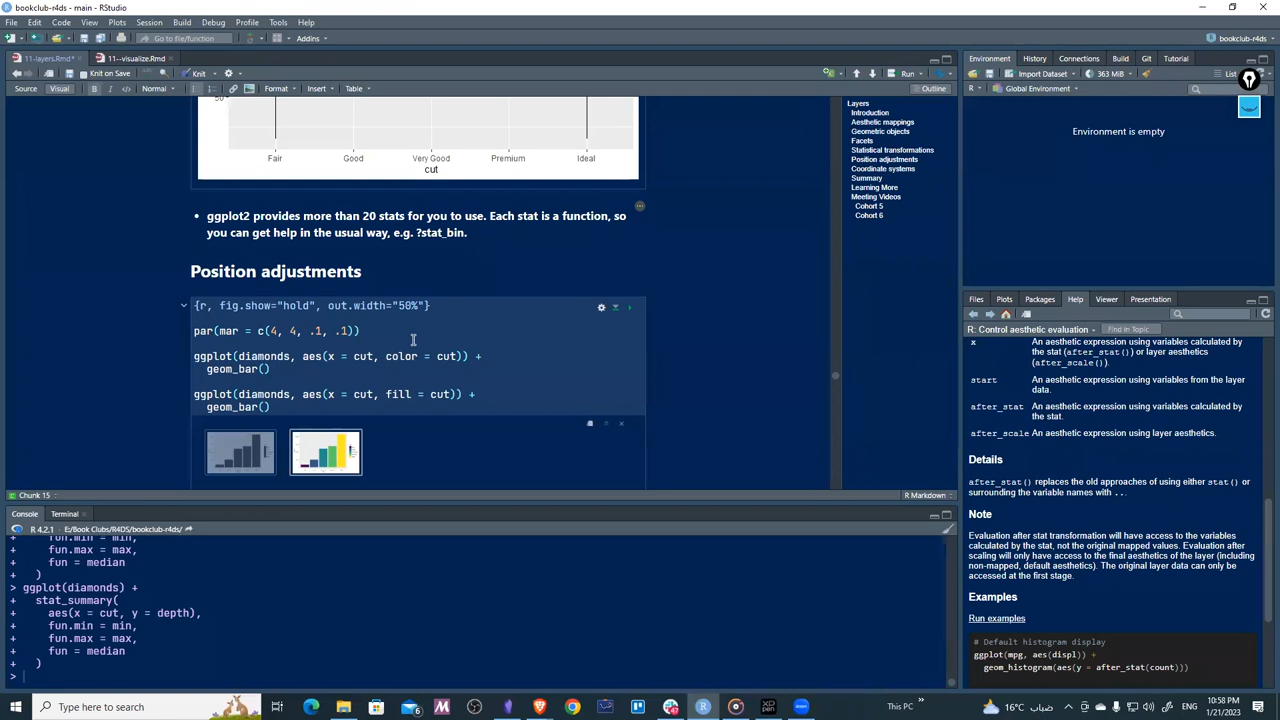 bookclub-r4ds - main - RStudio
File Edit Code View Plots Session Build Debug Profile Tools Help
Go to file/function Addins bookclub-r4ds
11-layers.Rmd* 11--visualize.Rmd
Knit on Save Knit Run
Source Visual B I Normal Format Insert Table Outline
50
Fair Good Very Good Premium Ideal
cut
ggplot2 provides more than 20 stats for you to use. Each stat is a function, so
you can get help in the usual way, e.g. ?stat_bin.
Position adjustments
{r, fig.show="hold", out.width="50%"}
par(mar = c(4, 4, .1, .1))
ggplot(diamonds, aes(x = cut, color = cut)) +
geom_bar()
ggplot(diamonds, aes(x = cut, fill = cut)) +
geom_bar()
Layers
Introduction
Aesthetic mappings
Geometric objects
Facets
Statistical transformations
Position adjustments
Coordinate systems
Summary
Learning More
Meeting Videos
Cohort 5
Cohort 6
Chunk 15 R Markdown
Console Terminal
R 4.2.1 · E:/Book Clubs/R4DS/bookclub-r4ds/
+ fun.min = min,
+ fun.max = max,
+ fun = median
+ )
> ggplot(diamonds) +
+ stat_summary(
+ aes(x = cut, y = depth),
+ fun.min = min,
+ fun.max = max,
+ fun = median
+ )
>
Environment History Connections Build Git Tutorial
Import Dataset 363 MiB List
R Global Environment
Environment is empty
Files Plots Packages Help Viewer Presentation
R: Control aesthetic evaluation Find in Topic
x An aesthetic expression using variables calculated by
the stat (after_stat()) or layer aesthetics
(after_scale()).
start An aesthetic expression using variables from the layer
data.
after_stat An aesthetic expression using variables calculated by
the stat.
after_scale An aesthetic expression using layer aesthetics.
Details
after_stat() replaces the old approaches of using either stat() or
surrounding the variable names with ...
Note
Evaluation after stat transformation will have access to the variables
calculated by the stat, not the original mapped values. Evaluation after
scaling will only have access to the final aesthetics of the layer (including
non-mapped, default aesthetics). The original layer data can only be
accessed at the first stage.
Examples
Run examples
# Default histogram display
ggplot(mpg, aes(displ)) +
geom_histogram(aes(y = after_stat(count)))
Type here to search
This PC 16°C ENG
10:58 PM
1/21/2023